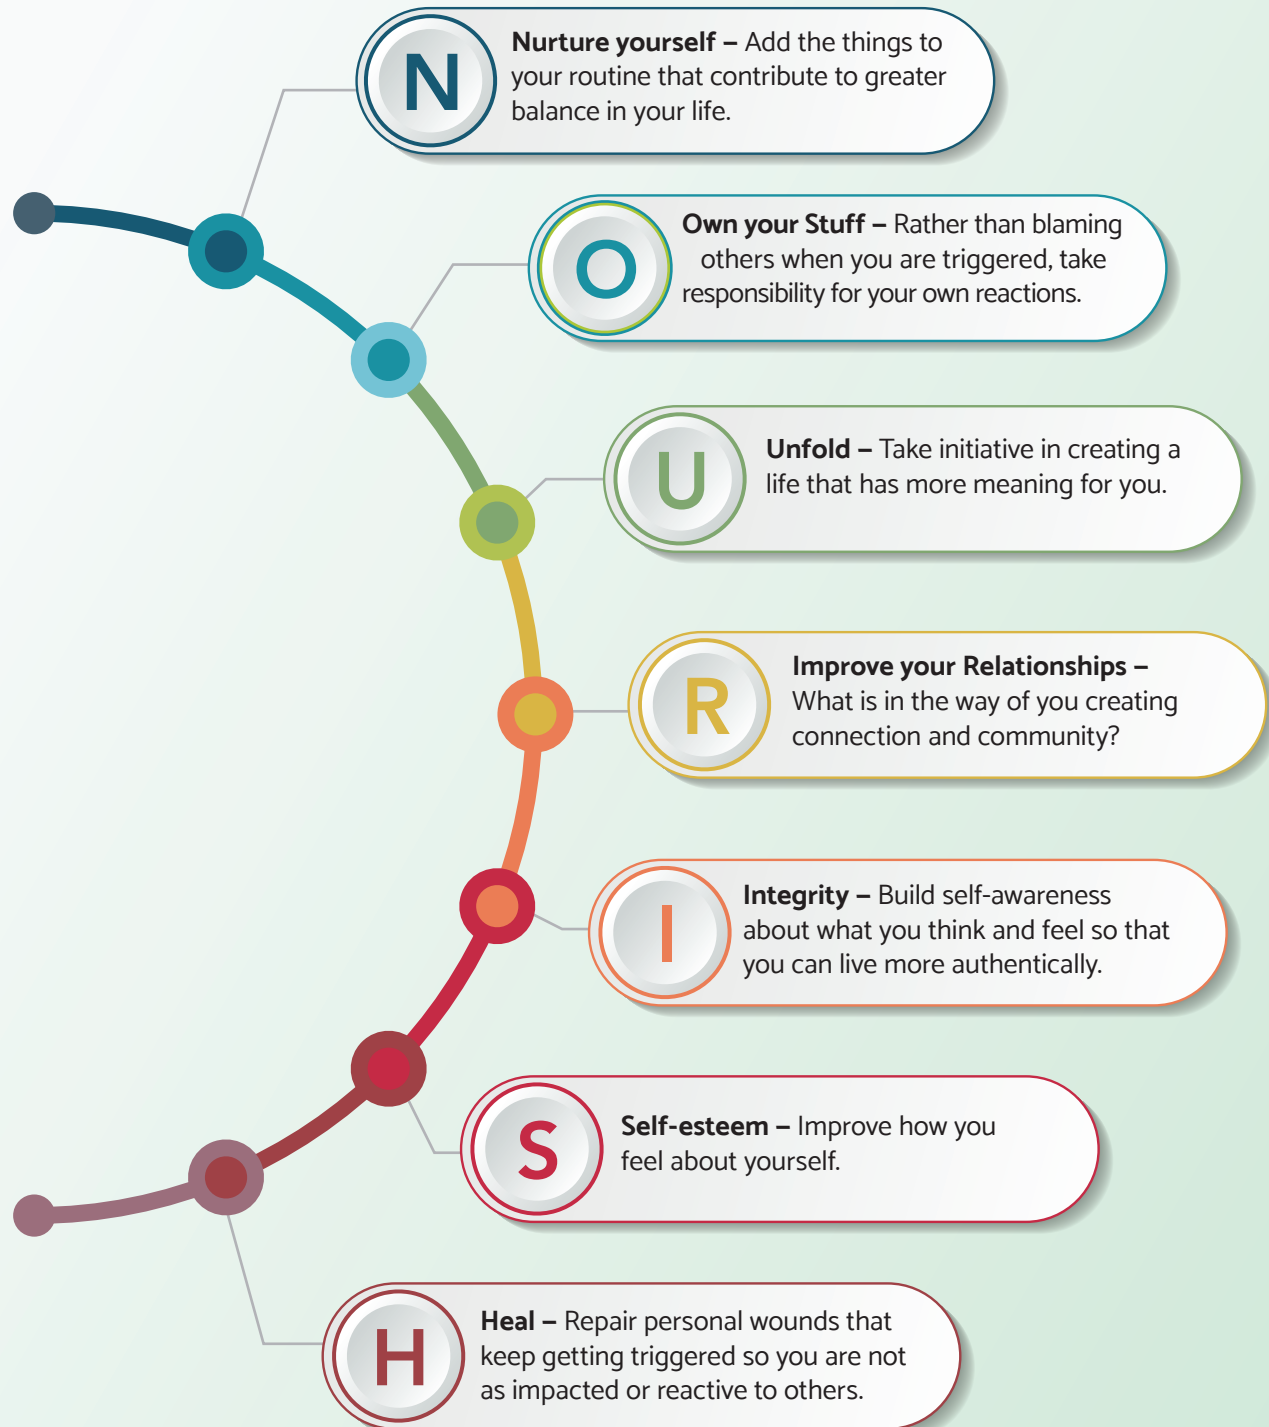 N
Nurture yourself – Add the things to
your routine that contribute to greater
balance in your life.
O
Own your Stuff – Rather than blaming
others when you are triggered, take
responsibility for your own reactions.
U
Unfold – Take initiative in creating a
life that has more meaning for you.
R
Improve your Relationships –
What is in the way of you creating
connection and community?
I
Integrity – Build self-awareness
about what you think and feel so that
you can live more authentically.
S
Self-esteem – Improve how you
feel about yourself.
H
Heal – Repair personal wounds that
keep getting triggered so you are not
as impacted or reactive to others.